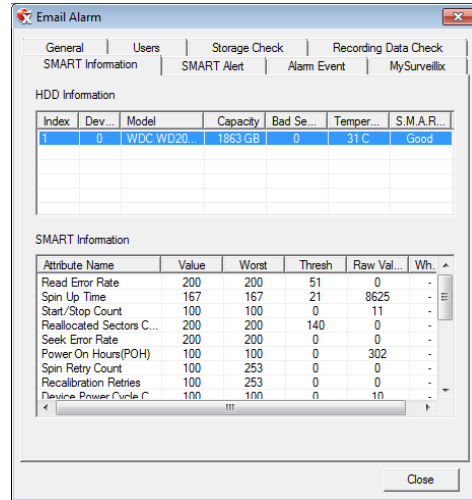 Email Alarm
General Users Storage Check Recording Data Check
SMART Information SMART Alert Alarm Event MySurveillix
HDD Information
Index Dev... Model Capacity Bad Se... Temper... S.M.A.R...
1 0 WDC WD20... 1863 GB 0 31 C Good
SMART Information
Attribute Name Value Worst Thresh Raw Val... Wh.
Read Error Rate 200 200 51 0 -
Spin Up Time 167 167 21 8625 -
Start/Stop Count 100 100 0 11 -
Reallocated Sectors C... 200 200 140 0 -
Seek Error Rate 200 200 0 0 -
Power On Hours(POH) 100 100 0 302 -
Spin Retry Count 100 253 0 0 -
Recalibration Retries 100 253 0 0 -
Device Power Cycle C... 100 100 0 10 -
Close